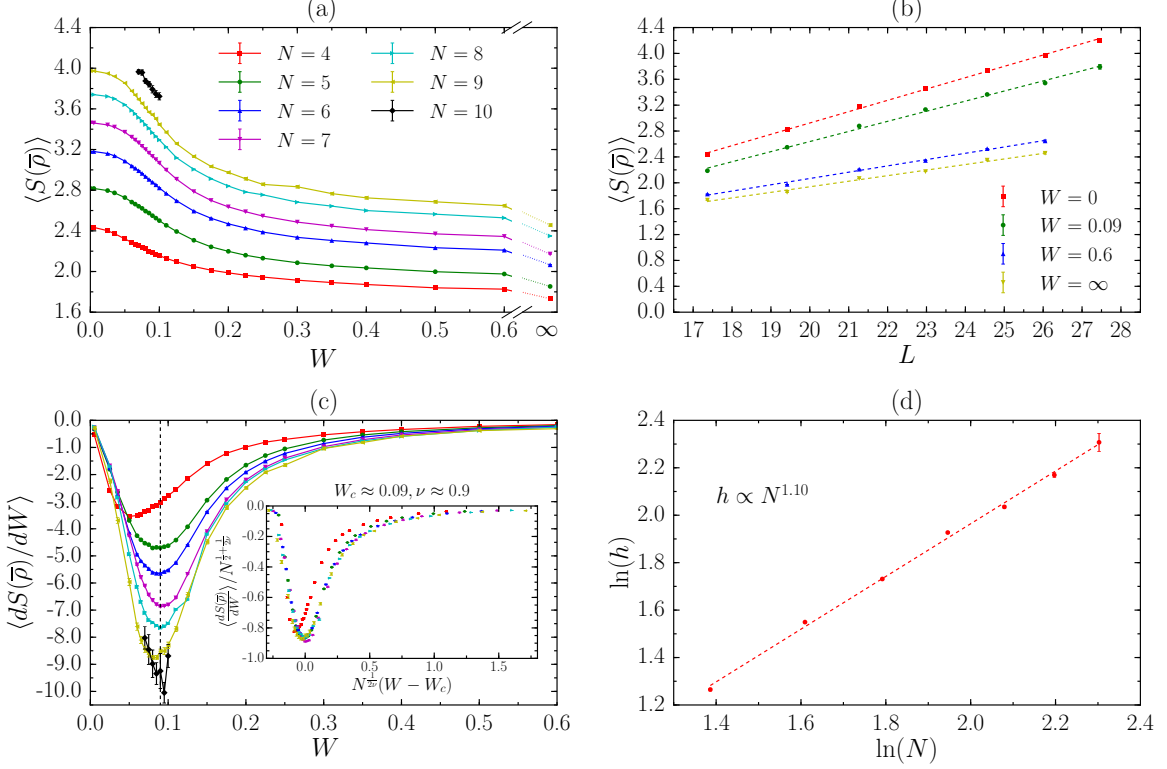 (a)
⟨S(ρ̅)⟩
4.4
4.0
3.6
3.2
2.8
2.4
2.0
1.6
N = 4
N = 5
N = 6
N = 7
N = 8
N = 9
N = 10
0.0 0.1 0.2 0.3 0.4 0.5 0.6 ∞
W
(b)
⟨S(ρ̅)⟩
4.4
4.0
3.6
3.2
2.8
2.4
2.0
1.6
1.2
0.8
0.4
0.0
W = 0
W = 0.09
W = 0.6
W = ∞
17 18 19 20 21 22 23 24 25 26 27 28
L
(c)
⟨dS(ρ̅)/dW⟩
0.0
-1.0
-2.0
-3.0
-4.0
-5.0
-6.0
-7.0
-8.0
-9.0
-10.0
W_c ≈ 0.09, ν ≈ 0.9
⟨dS(ρ̅)/dW⟩/N^{1/2+1/2ν}
0.0
-0.2
-0.4
-0.6
-0.8
-1.0
0.0 0.5 1.0 1.5
N^{1/2ν}(W − W_c)
0.0 0.1 0.2 0.3 0.4 0.5 0.6
W
(d)
ln(h)
2.4
2.2
2.0
1.8
1.6
1.4
1.2
h ∝ N^{1.10}
1.4 1.6 1.8 2.0 2.2 2.4
ln(N)